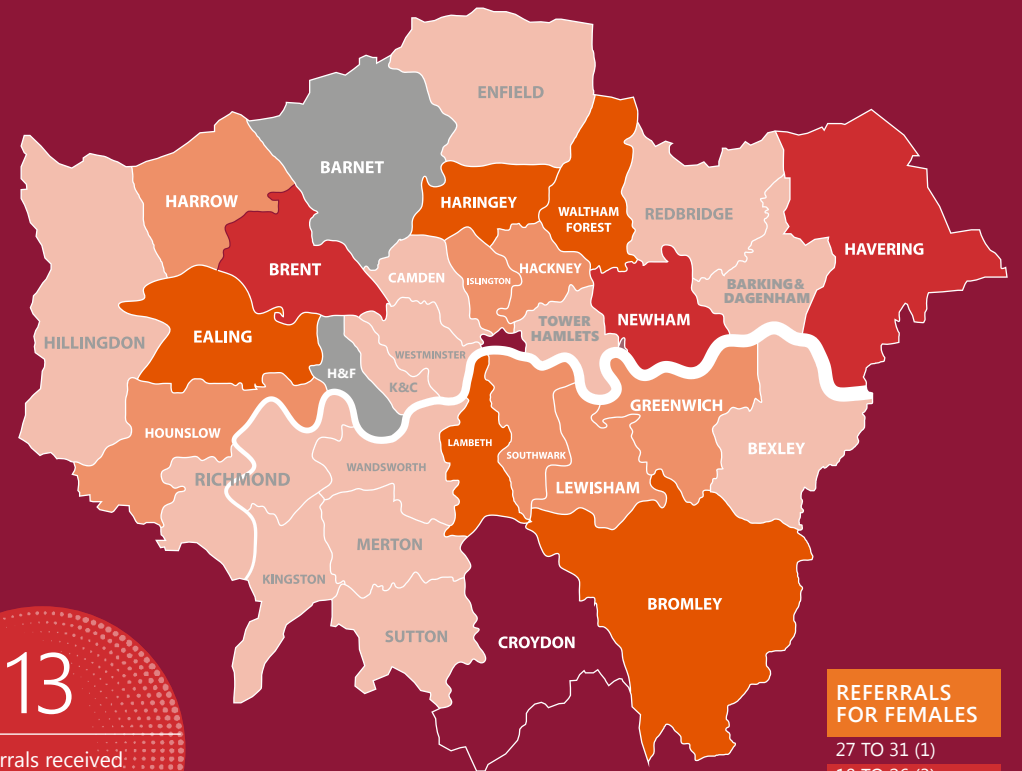 ENFIELD
BARNET
HARROW
HARINGEY
WALTHAM
FOREST
REDBRIDGE
HAVERING
BRENT
CAMDEN
ISLINGTON
HACKNEY
BARKING &
DAGENHAM
HILLINGDON
EALING
TOWER
HAMLETS
NEWHAM
WESTMINSTER
H&F
K&C
GREENWICH
HOUNSLOW
LAMBETH
SOUTHWARK
BEXLEY
RICHMOND
WANDSWORTH
LEWISHAM
MERTON
KINGSTON
BROMLEY
SUTTON
CROYDON
13
received
REFERRALS
FOR FEMALES
27 TO 31 (1)